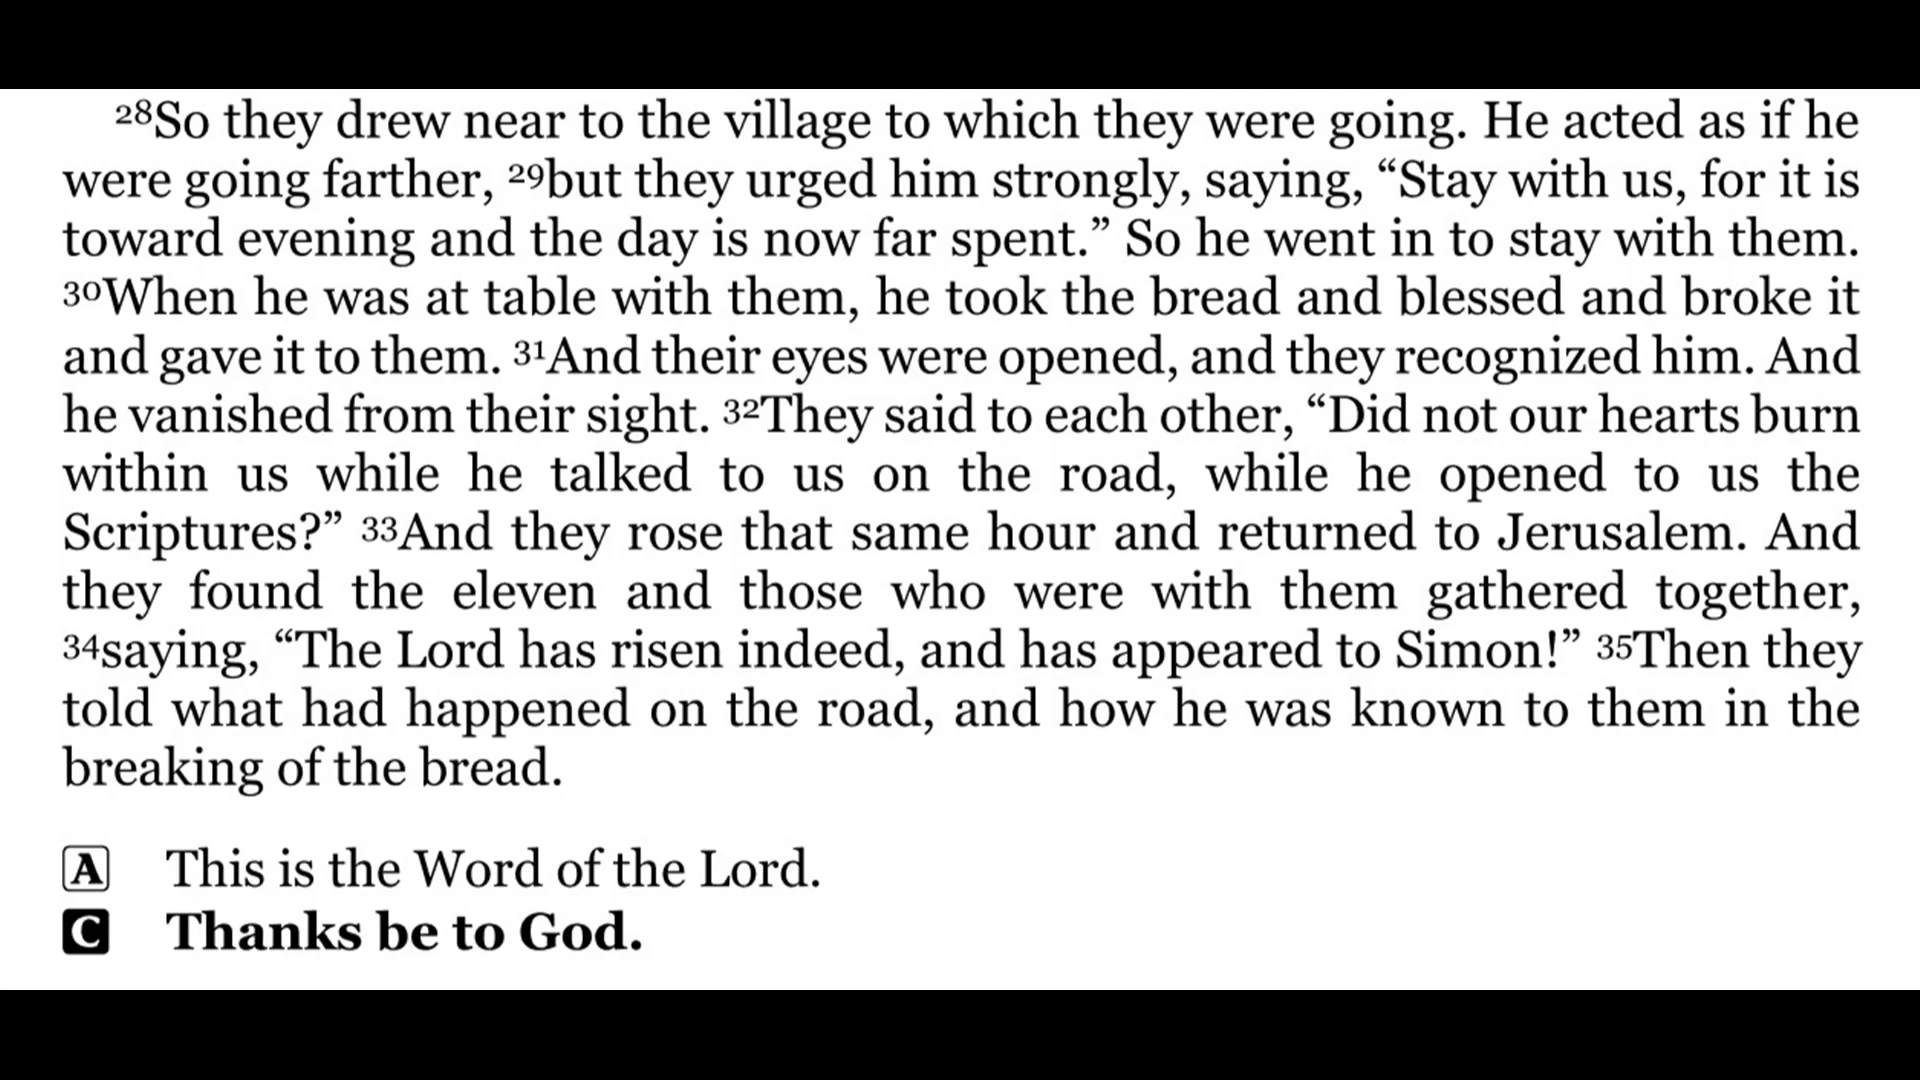 28So they drew near to the village to which they were going. He acted as if he
were going farther, 29but they urged him strongly, saying, “Stay with us, for it is
toward evening and the day is now far spent.” So he went in to stay with them.
30When he was at table with them, he took the bread and blessed and broke it
and gave it to them. 31And their eyes were opened, and they recognized him. And
he vanished from their sight. 32They said to each other, “Did not our hearts burn
within us while he talked to us on the road, while he opened to us the
Scriptures?” 33And they rose that same hour and returned to Jerusalem. And
they found the eleven and those who were with them gathered together,
34saying, “The Lord has risen indeed, and has appeared to Simon!” 35Then they
told what had happened on the road, and how he was known to them in the
breaking of the bread.
A This is the Word of the Lord.
C Thanks be to God.